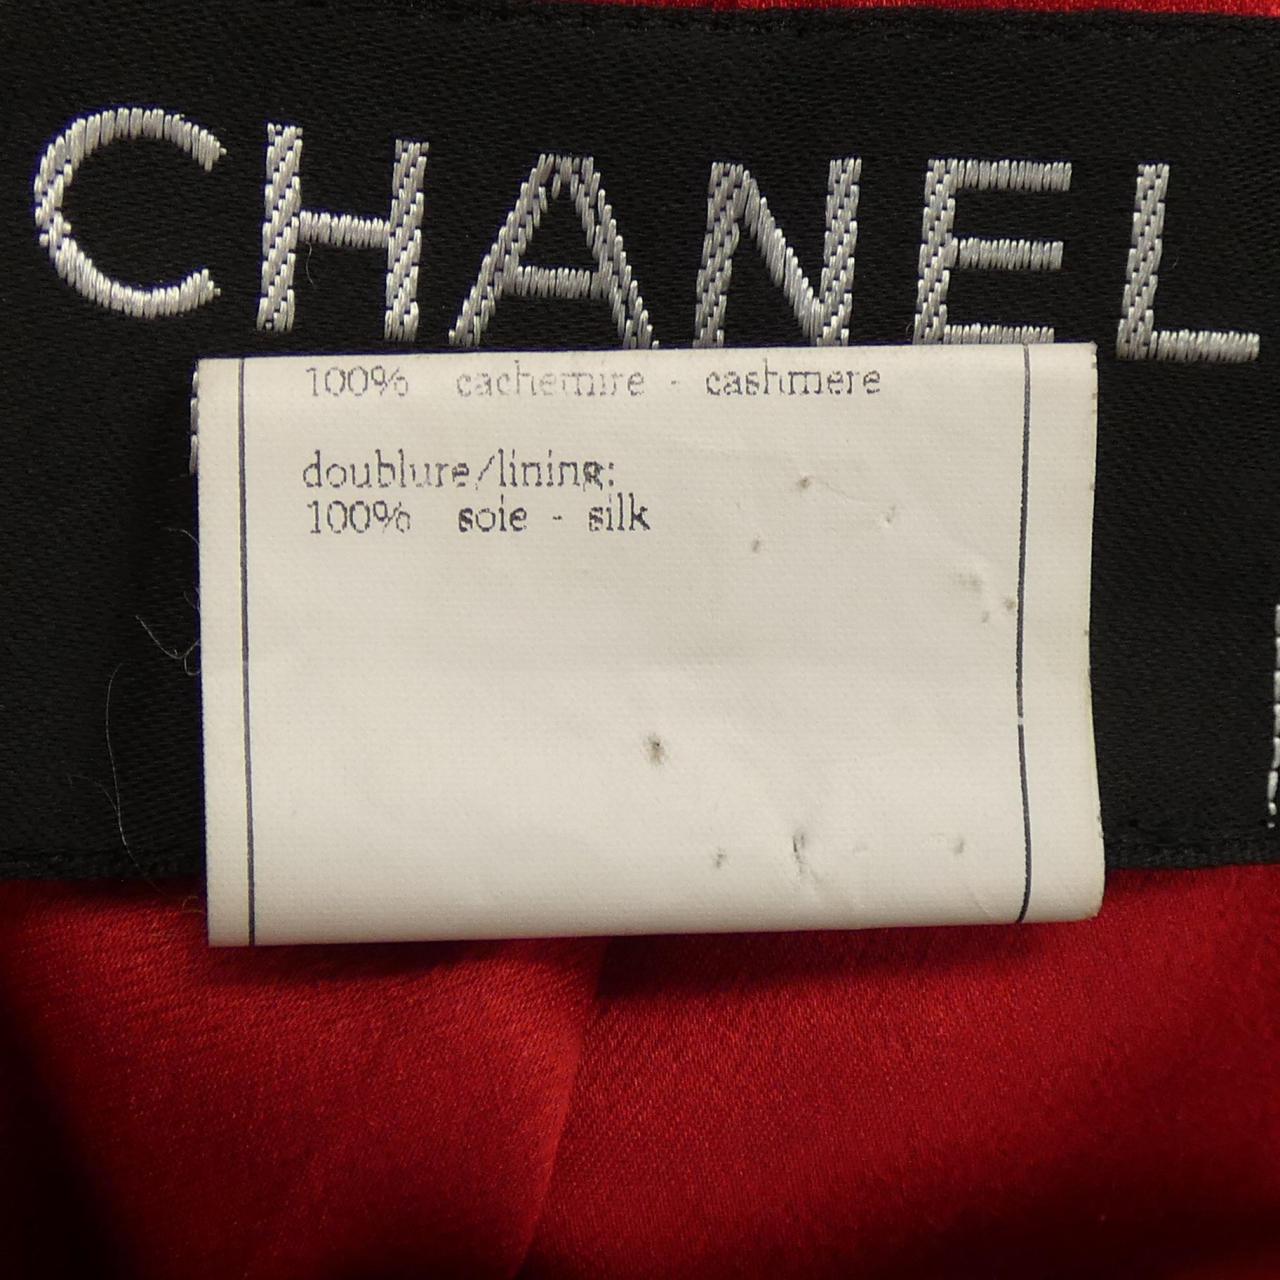 CHANEL
100% cachemire - cashmere
doublure/lining:
100% soie - silk